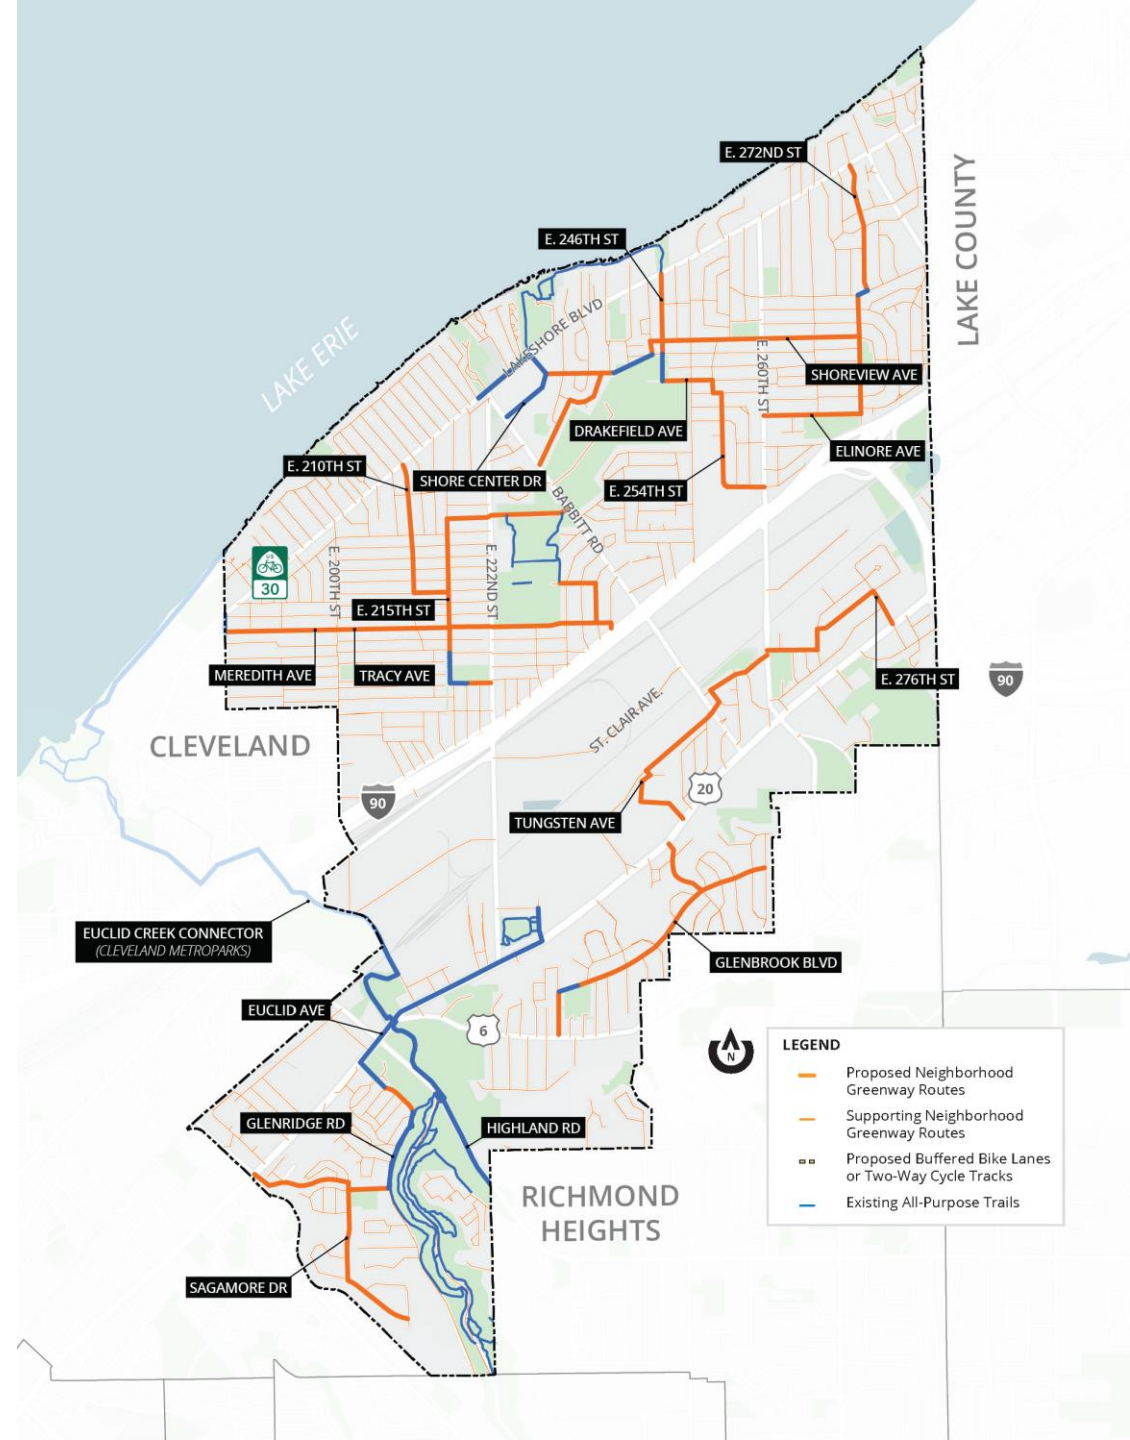 E. 272ND ST
LAKE COUNTY
E. 246TH ST
LAKE ERIE
LAKESHORE BLVD
E. 260TH ST
SHOREVIEW AVE
DRAKEFIELD AVE
ELINORE AVE
E. 210TH ST
SHORE CENTER DR
E. 254TH ST
BABBITT RD
E. 200TH ST
E. 222ND ST
US
30
E. 215TH ST
MEREDITH AVE
TRACY AVE
E. 276TH ST
90
CLEVELAND
ST. CLAIR AVE.
20
90
TUNGSTEN AVE
EUCLID CREEK CONNECTOR
(CLEVELAND METROPARKS)
GLENBROOK BLVD
EUCLID AVE
6
N
LEGEND
Proposed Neighborhood
Greenway Routes
Supporting Neighborhood
Greenway Routes
Proposed Buffered Bike Lanes
or Two-Way Cycle Tracks
Existing All-Purpose Trails
GLENRIDGE RD
HIGHLAND RD
RICHMOND
HEIGHTS
SAGAMORE DR